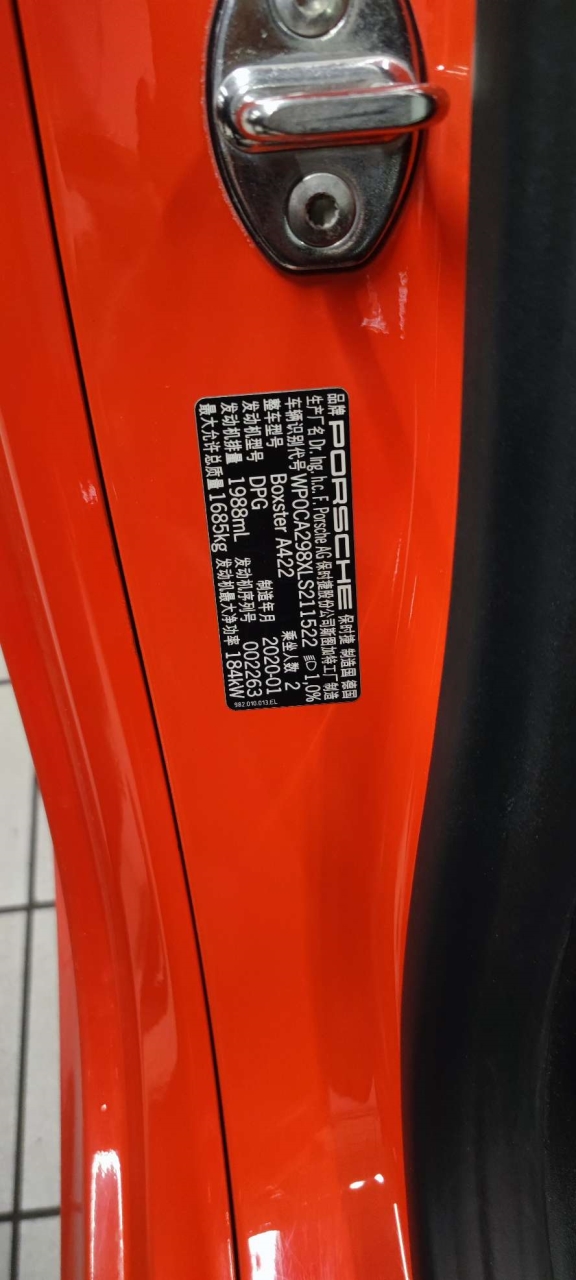 品牌 PORSCHE 保时捷 制造国 德国
生产厂名 Dr. Ing. h.c. F. Porsche AG 保时捷股份公司斯图加特工厂制造
车辆识别代号 WP0CA298XLS211522 1,0%
整车型号 Boxster A422 乘坐人数 2
发动机型号 DPG 制造年月 2020-01
发动机排量 1988mL 发动机序列号 002263
最大允许总质量 1685kg 发动机最大净功率 184kW
982.010.013.EL